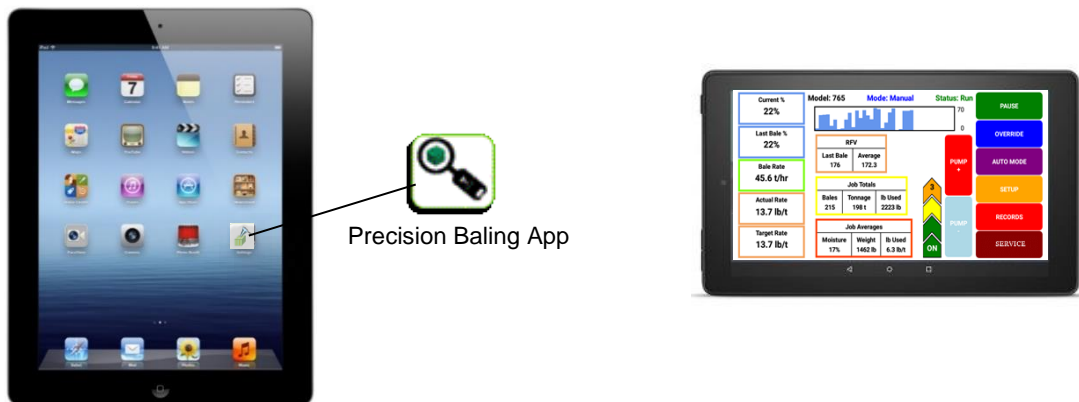 7
Precision Baling App
Current %
22%
Last Bale %
22%
Bale Rate
45.6 t/hr
Actual Rate
13.7 lb/t
Target Rate
13.7 lb/t
Model: 765 Mode: Manual Status: Run
70
0
RFV
Last Bale Average
176 172.3
Job Totals
Bales Tonnage lb Used
215 198 t 2223 lb
Job Averages
Moisture Weight lb Used
17% 1462 lb 6.3 lb/t
3
ON
PUMP
+
PUMP
-
PAUSE
OVERRIDE
AUTO MODE
SETUP
RECORDS
SERVICE